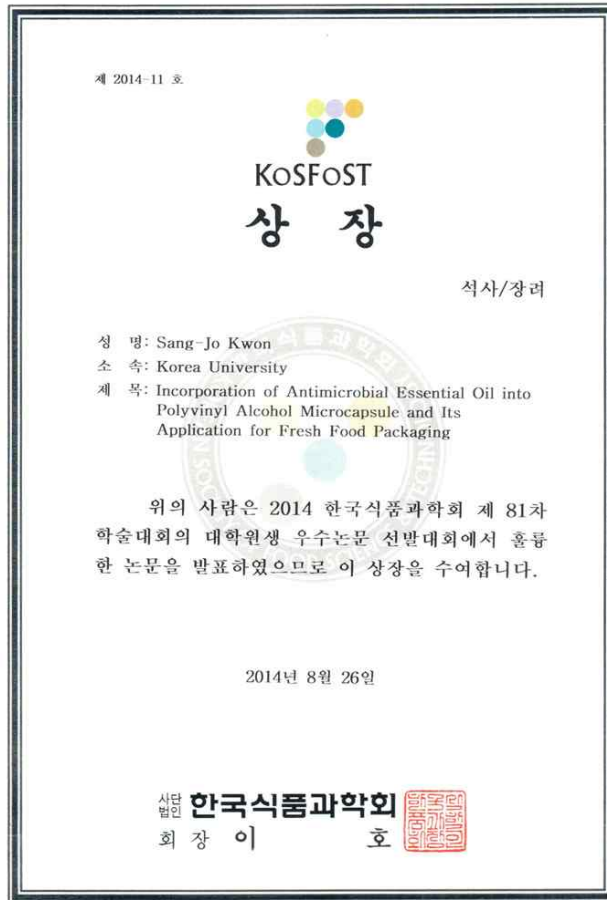 제 2014-11 호
KOSFOST
상 장
석사/장려
성 명: Sang-Jo Kwon
소 속: Korea University
제 목: Incorporation of Antimicrobial Essential Oil into
Polyvinyl Alcohol Microcapsule and Its
Application for Fresh Food Packaging
위의 사람은 2014 한국식품과학회 제 81차
학술대회의 대학원생 우수논문 선발대회에서 훌륭
한 논문을 발표하였으므로 이 상장을 수여합니다.
2014년 8월 26일
사단
법인 한국식품과학회
회 장 이 호